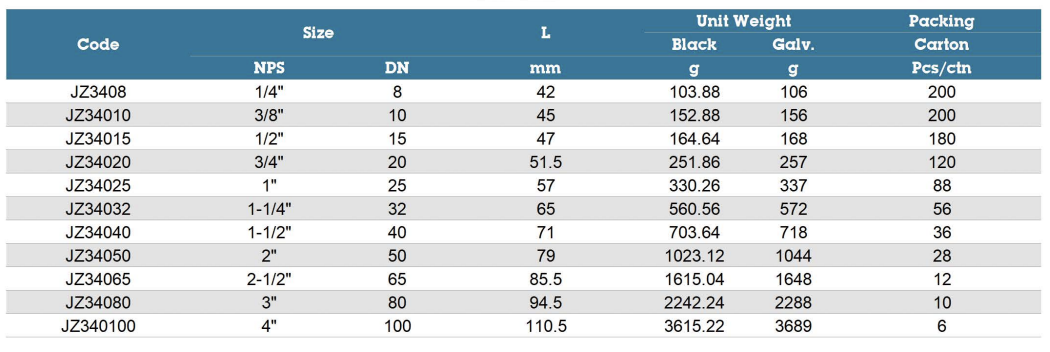 Code Size L Unit Weight Packing
Black Galv. Carton
NPS DN mm g g Pcs/ctn
JZ3408 1/4" 8 42 103.88 106 200
JZ34010 3/8" 10 45 152.88 156 200
JZ34015 1/2" 15 47 164.64 168 180
JZ34020 3/4" 20 51.5 251.86 257 120
JZ34025 1" 25 57 330.26 337 88
JZ34032 1-1/4" 32 65 560.56 572 56
JZ34040 1-1/2" 40 71 703.64 718 36
JZ34050 2" 50 79 1023.12 1044 28
JZ34065 2-1/2" 65 85.5 1615.04 1648 12
JZ34080 3" 80 94.5 2242.24 2288 10
JZ340100 4" 100 110.5 3615.22 3689 6